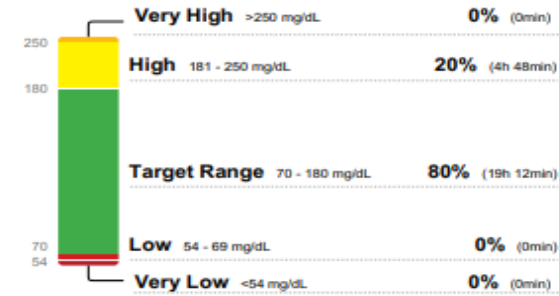 Very High >250 mg/dL 0% (0min)
250
High 181 - 250 mg/dL 20% (4h 48min)
180
Target Range 70 - 180 mg/dL 80% (19h 12min)
70
Low 54 - 69 mg/dL 0% (0min)
54
Very Low <54 mg/dL 0% (0min)